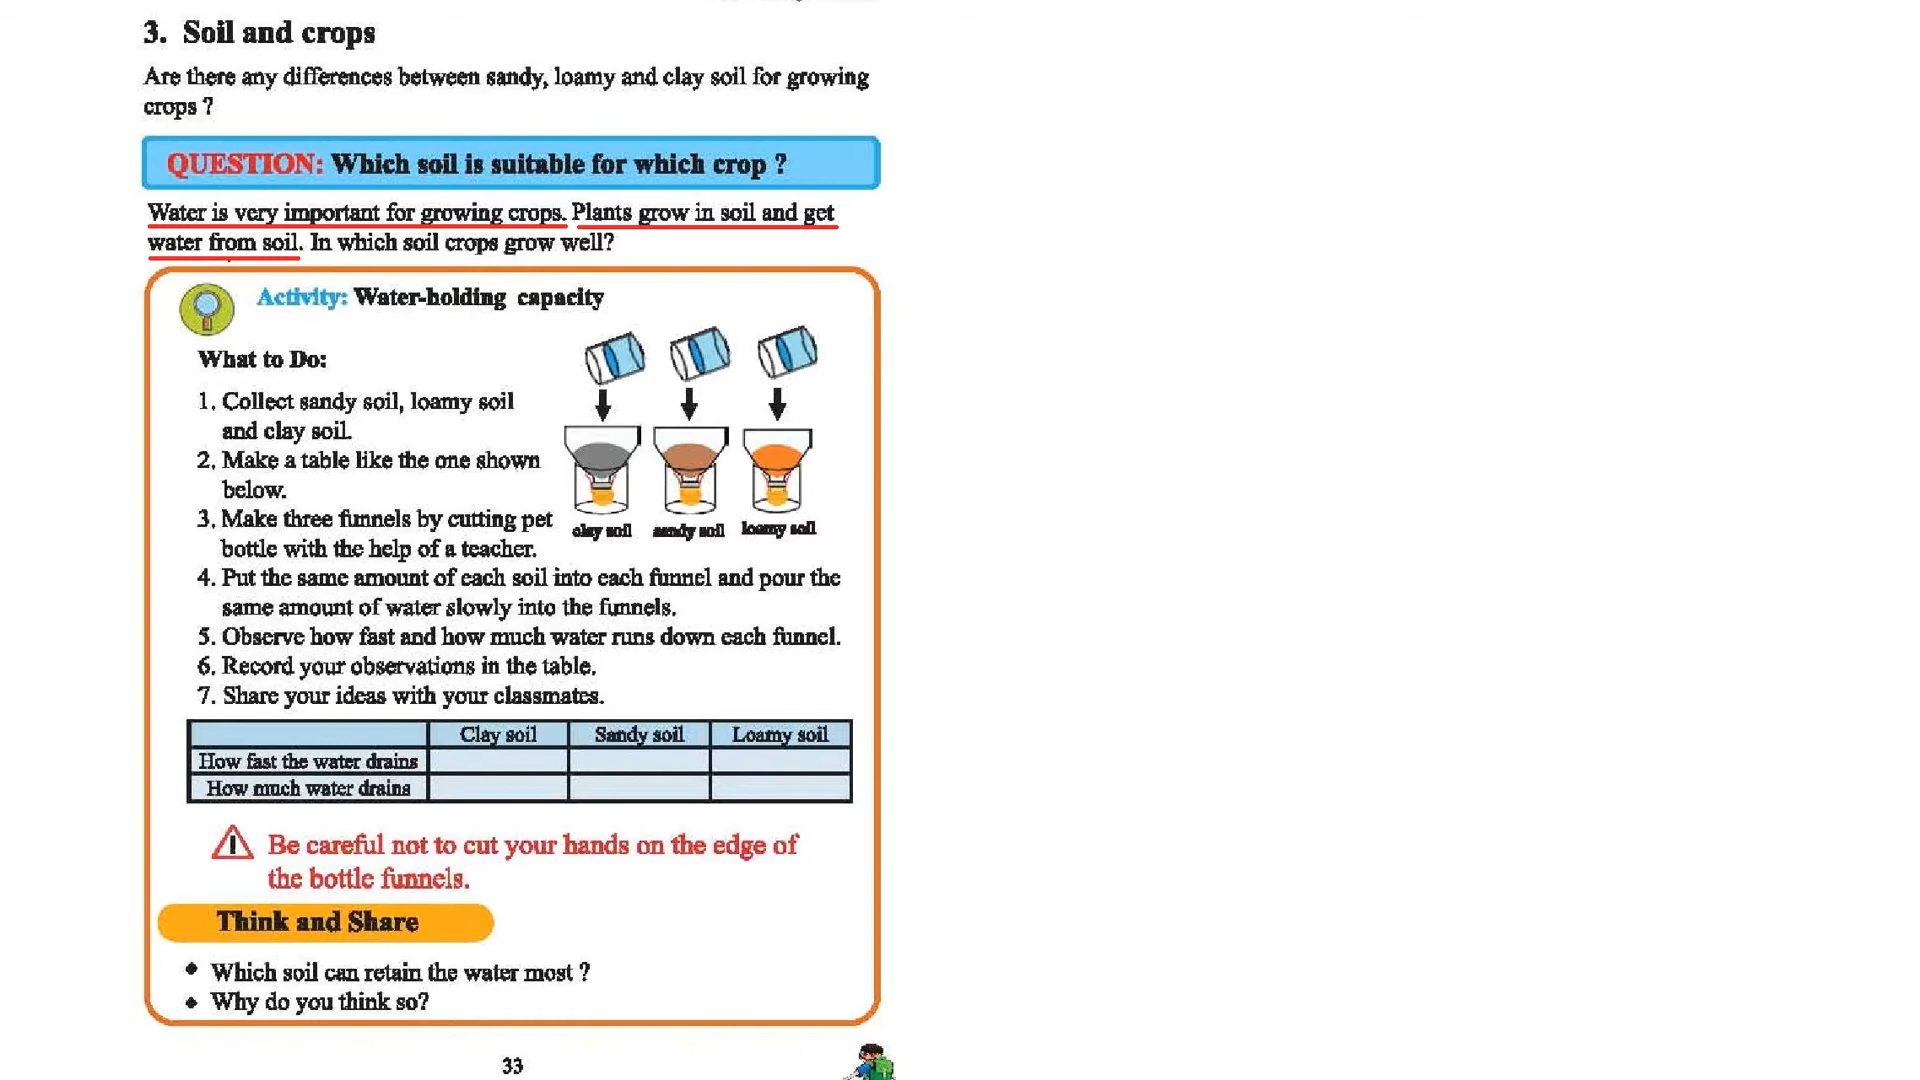 3. Soil and crops
Are there any differences between sandy, loamy and clay soil for growing
crops ?
QUESTION: Which soil is suitable for which crop ?
Water is very important for growing crops. Plants grow in soil and get
water from soil. In which soil crops grow well?
Activity: Water-holding capacity
What to Do:
1. Collect sandy soil, loamy soil
and clay soil.
2. Make a table like the one shown
below.
3. Make three funnels by cutting pet
bottle with the help of a teacher.
clay soil sandy soil loamy soil
4. Put the same amount of each soil into each funnel and pour the
same amount of water slowly into the funnels.
5. Observe how fast and how much water runs down each funnel.
6. Record your observations in the table.
7. Share your ideas with your classmates.
Clay soil Sandy soil Loamy soil
How fast the water drains
How much water drains
Be careful not to cut your hands on the edge of
the bottle funnels.
Think and Share
◆ Which soil can retain the water most ?
◆ Why do you think so?
33